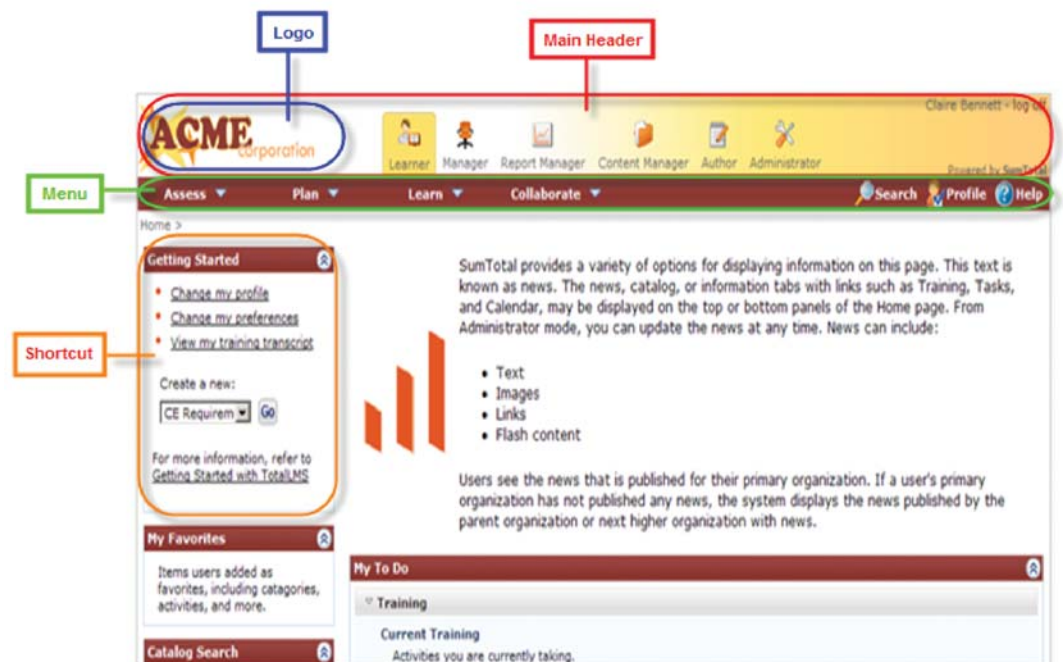 Logo
Main Header
Claire Bennett - log off
ACME
corporation
Learner Manager Report Manager Content Manager Author Administrator
Powered by SumTotal
Menu
Assess Plan Learn Collaborate Search Profile Help
Home >
Getting Started
Change my profile
Change my preferences
View my training transcript
Shortcut
Create a new:
CE Requirem Go
For more information, refer to
Getting Started with TotalLMS
SumTotal provides a variety of options for displaying information on this page. This text is
known as news. The news, catalog, or information tabs with links such as Training, Tasks,
and Calendar, may be displayed on the top or bottom panels of the Home page. From
Administrator mode, you can update the news at any time. News can include:
• Text
• Images
• Links
• Flash content
Users see the news that is published for their primary organization. If a user's primary
organization has not published any news, the system displays the news published by the
parent organization or next higher organization with news.
My Favorites
Items users added as
favorites, including catagories,
activities, and more.
Catalog Search
My To Do
Training
Current Training
Activities you are currently taking.